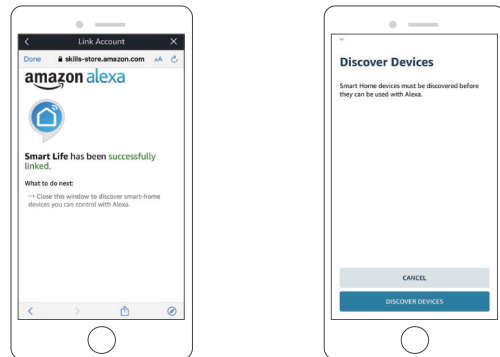 Link Account
Done skills-store.amazon.com AA
amazon alexa
Smart Life has been successfully
linked.
What to do next:
→ Close this window to discover smart-home
devices you can control with Alexa.
Discover Devices
Smart Home devices must be discovered before
they can be used with Alexa.
CANCEL
DISCOVER DEVICES